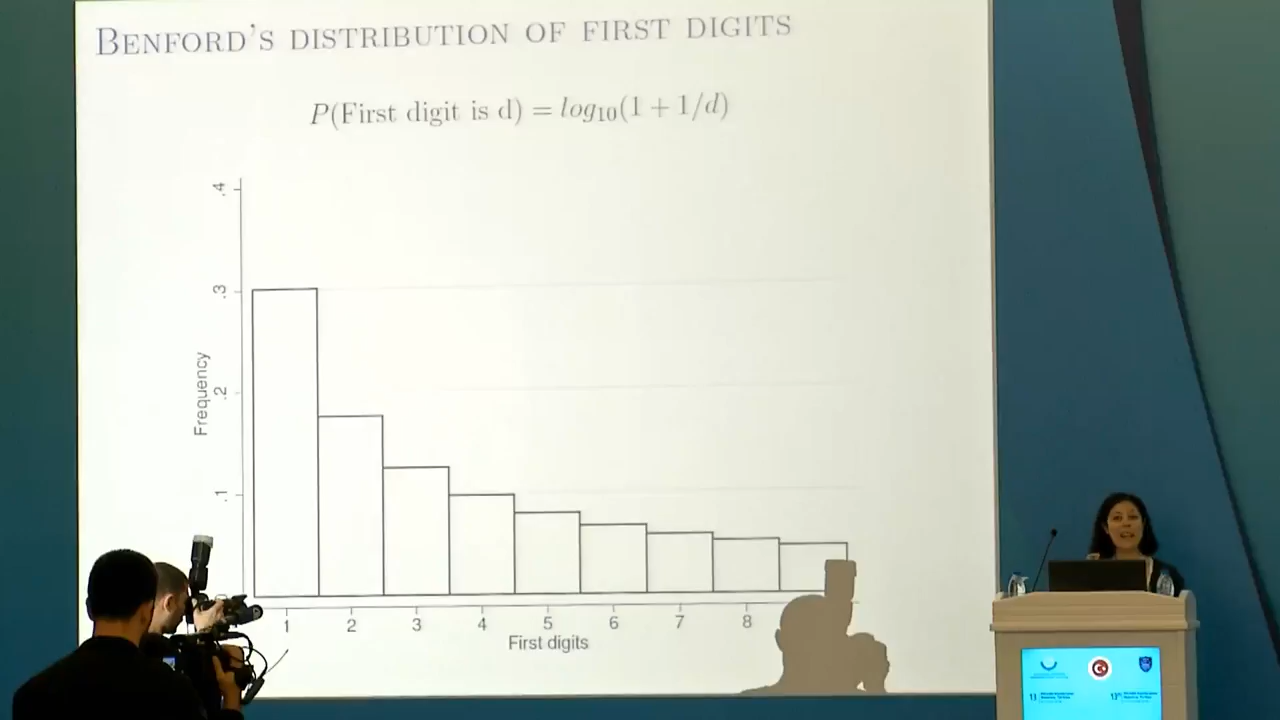 BENFORD'S DISTRIBUTION OF FIRST DIGITS
P(First digit is d) = log10(1 + 1/d)
.4
.3
.2
.1
Frequency
1 2 3 4 5 6 7 8
First digits